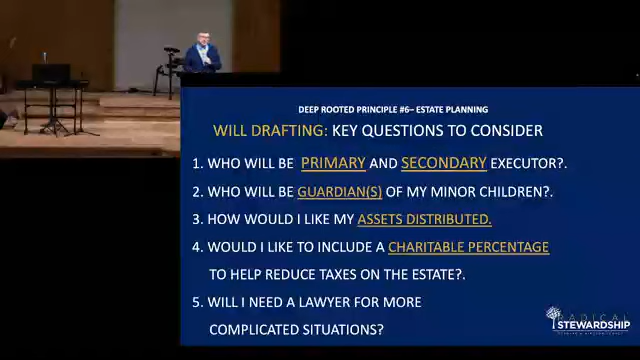 DEEP ROOTED PRINCIPLE #6– ESTATE PLANNING
WILL DRAFTING: KEY QUESTIONS TO CONSIDER
1. WHO WILL BE PRIMARY AND SECONDARY EXECUTOR?.
2. WHO WILL BE GUARDIAN(S) OF MY MINOR CHILDREN?.
3. HOW WOULD I LIKE MY ASSETS DISTRIBUTED.
4. WOULD I LIKE TO INCLUDE A CHARITABLE PERCENTAGE
TO HELP REDUCE TAXES ON THE ESTATE?.
5. WILL I NEED A LAWYER FOR MORE
COMPLICATED SITUATIONS?
RADICAL
STEWARDSHIP